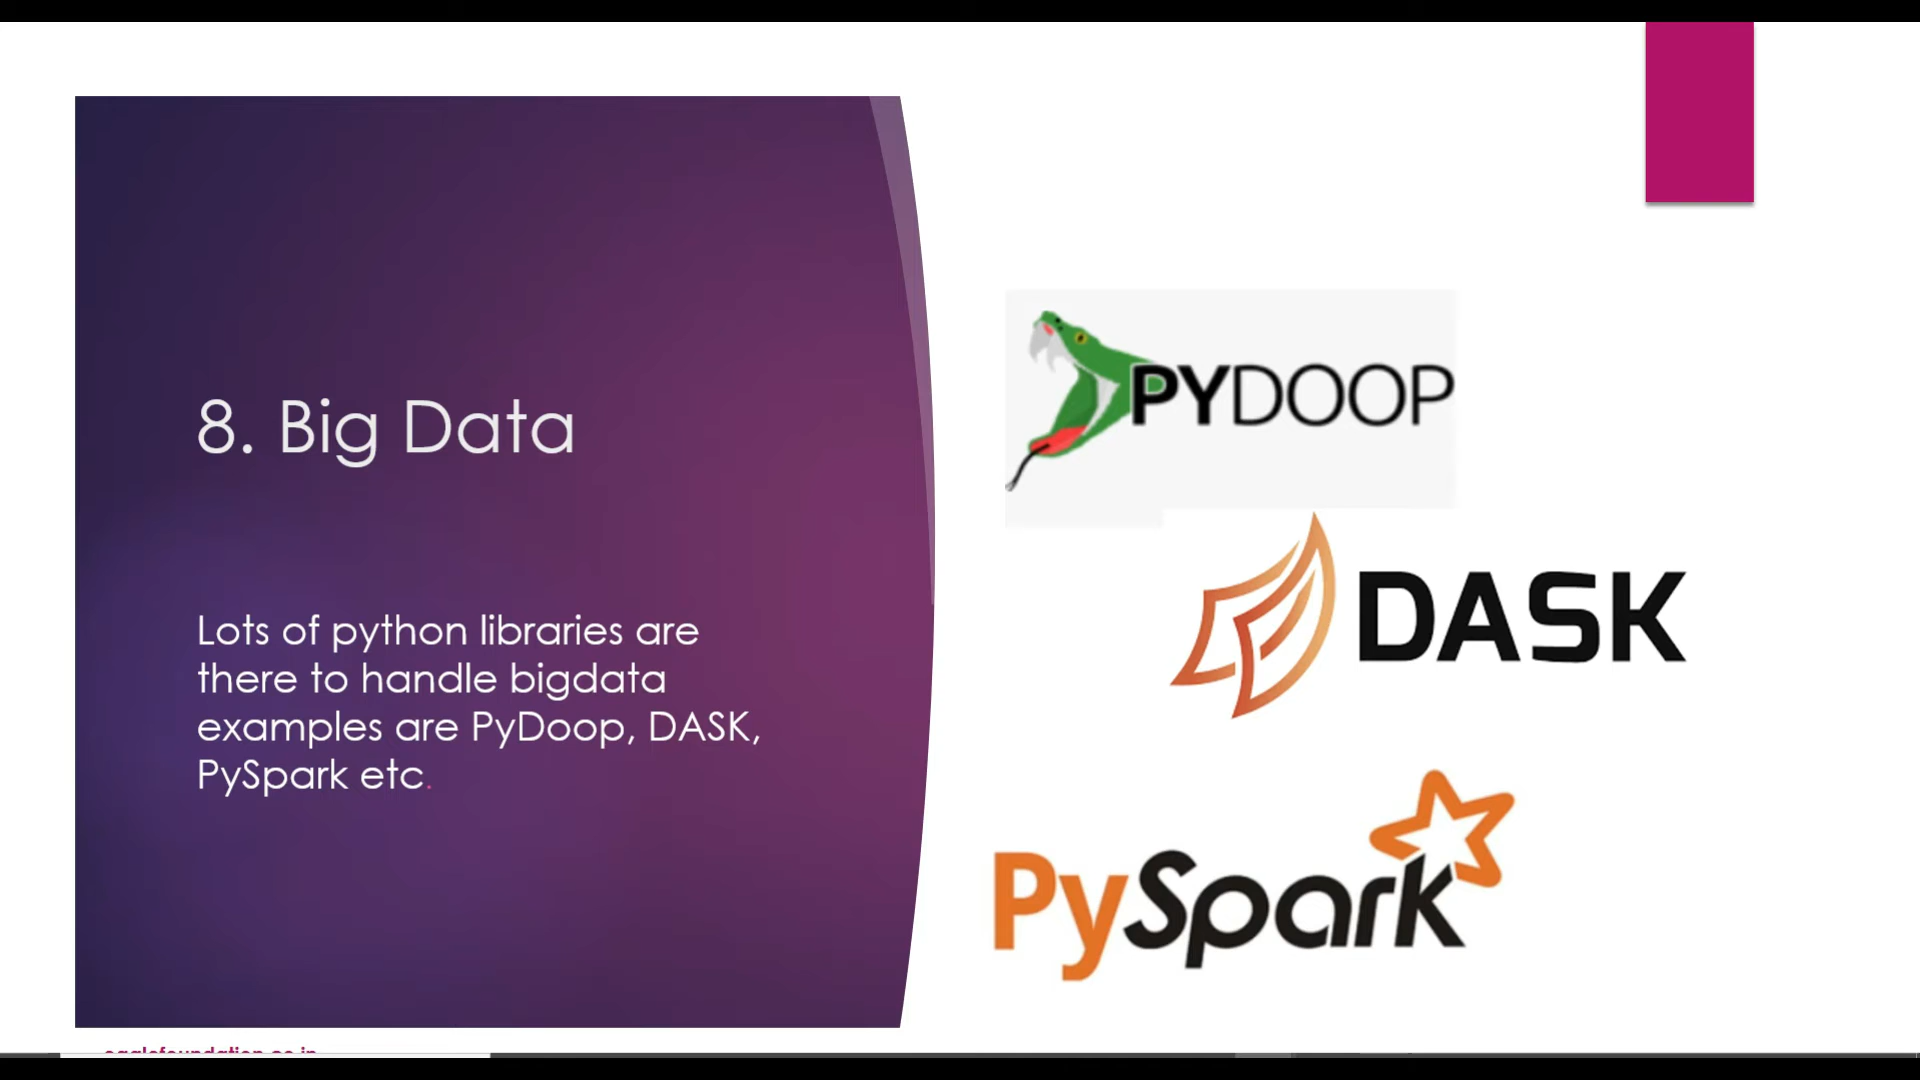 8. Big Data
Lots of python libraries are
there to handle bigdata
examples are PyDoop, DASK,
PySpark etc.
PYDOOP
DASK
PySpark